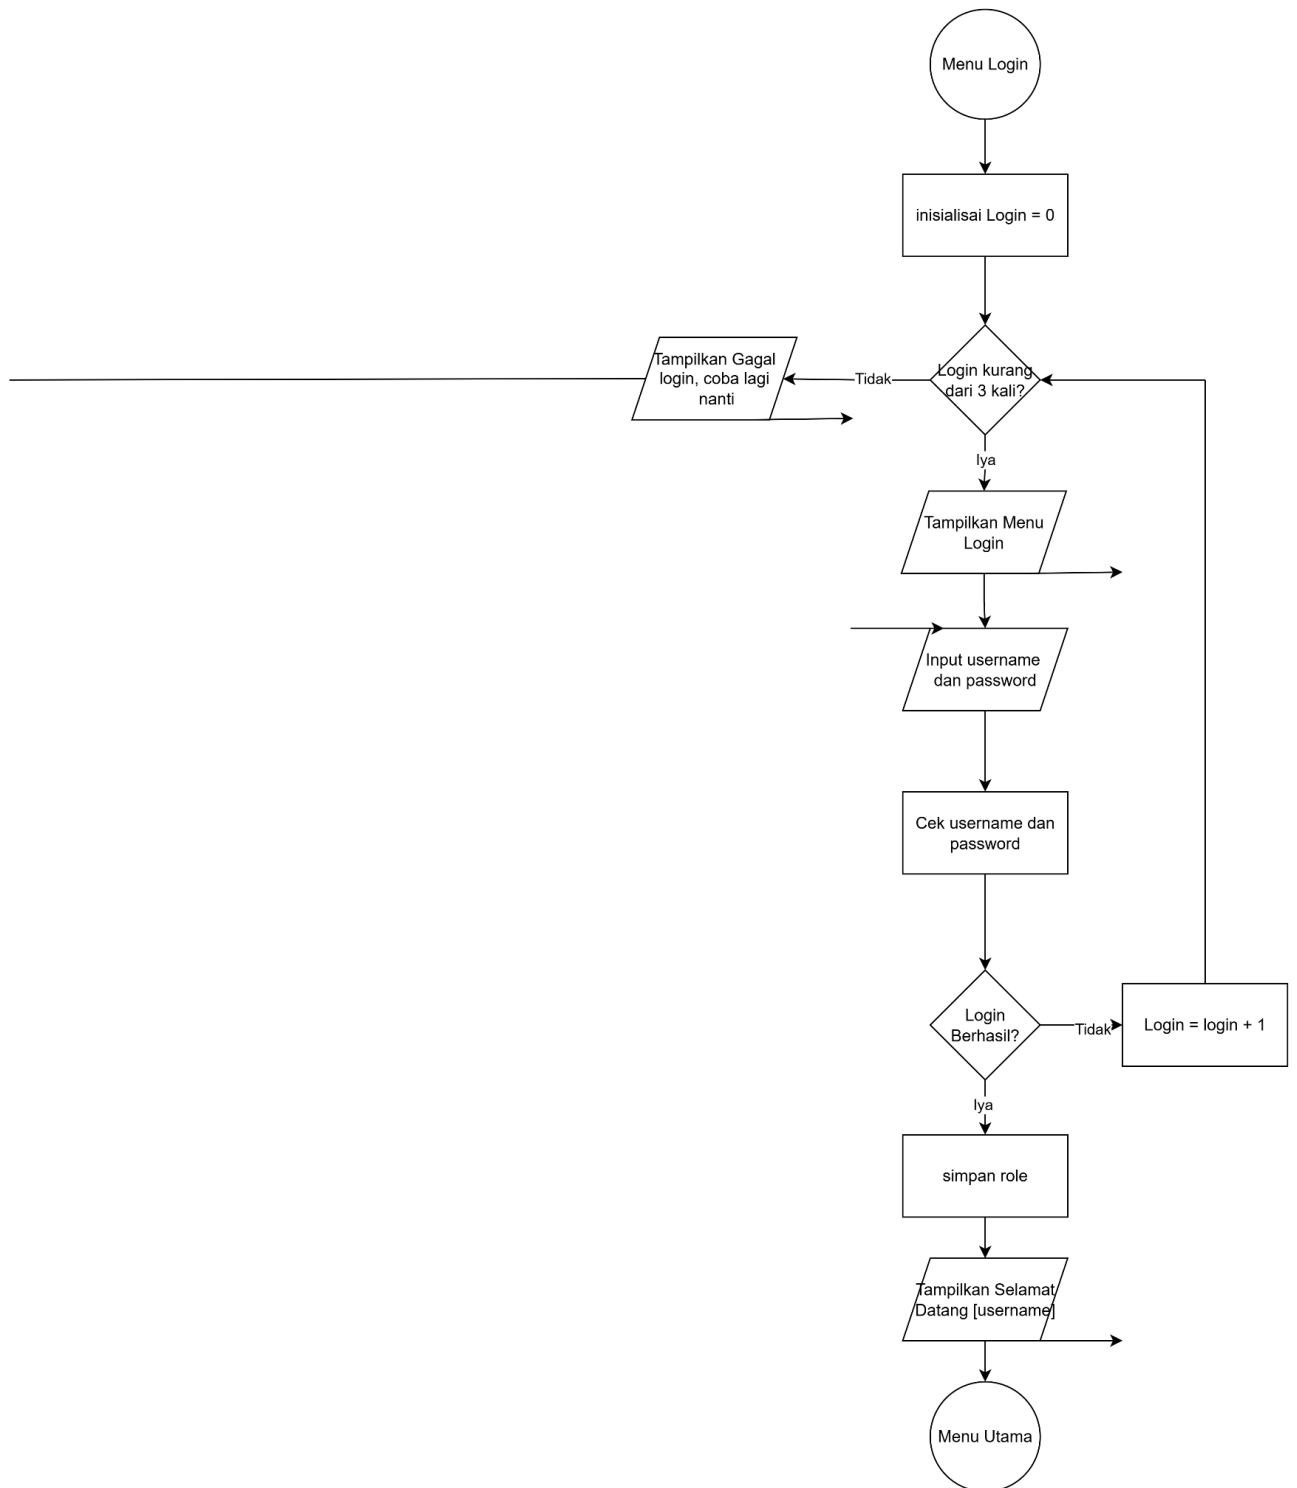 Menu Login
inisialisai Login = 0
Tampilkan Gagal
login, coba lagi
nanti
Tidak
Login kurang
dari 3 kali?
Iya
Tampilkan Menu
Login
Input username
dan password
Cek username dan
password
Login
Berhasil?
Tidak
Login = login + 1
Iya
simpan role
Tampilkan Selamat
Datang [username]
Menu Utama